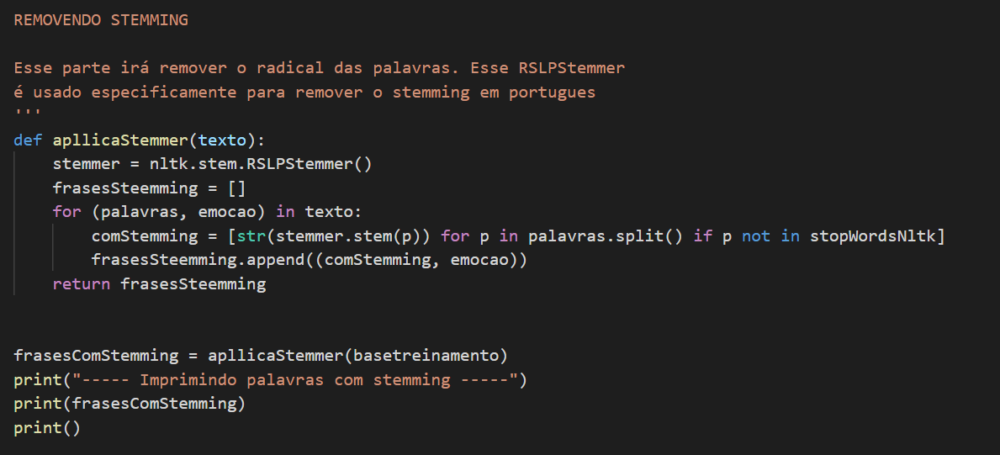 REMOVENDO STEMMING
Esse parte irá remover o radical das palavras. Esse RSLPStemmer
é usado especificamente para remover o stemming em portugues
'''
def apllicaStemmer(texto):
    stemmer = nltk.stem.RSLPStemmer()
    frasesSteemming = []
    for (palavras, emocao) in texto:
        comStemming = [str(stemmer.stem(p)) for p in palavras.split() if p not in stopWordsNltk]
        frasesSteemming.append((comStemming, emocao))
    return frasesSteemming
frasesComStemming = apllicaStemmer(basetreinamento)
print("----- Imprimindo palavras com stemming -----")
print(frasesComStemming)
print()